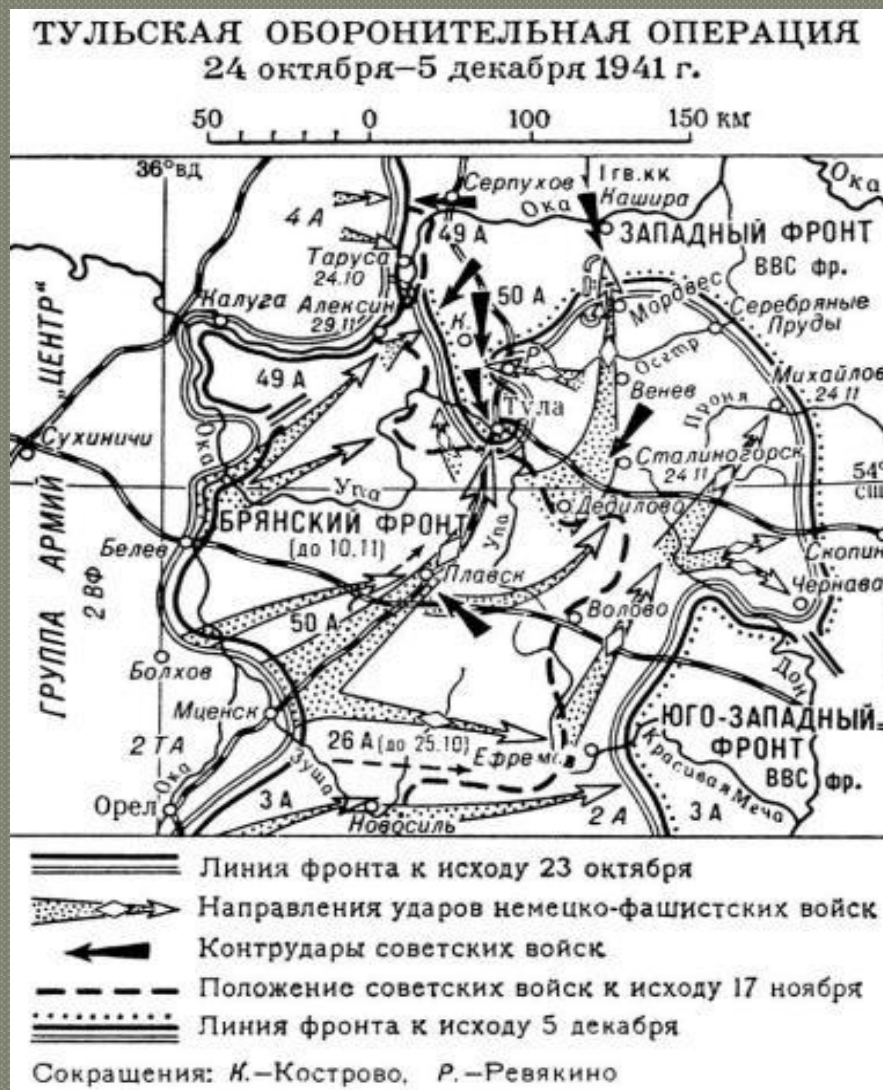 ТУЛЬСКАЯ ОБОРОНИТЕЛЬНАЯ ОПЕРАЦИЯ
24 октября–5 декабря 1941 г.
50 0 100 150 км
36°вд
Серпухов
1 гв.кк
Кашира
Ока
Ока
4 А
49 А
ЗАПАДНЫЙ ФРОНТ
ВВС фр.
Таруса
24.10
Калуга
Алексин
29.11
50 А
Мордвес
Серебряные
Пруды
К.
Р.
Осетр
49 А
Венев
Проня
Михайлов
24 11
ГРУППА АРМИЙ „ЦЕНТР“
Сухиничи
Ока
Тула
Сталиногорск
24 11
54°
сш
Упа
Упа
Дедилово
БРЯНСКИЙ ФРОНТ
(до 10.11)
Белев
Скопин
Плавск
Чернава
2 ВФ
50 А
Волово
Болхов
Дон
Мценск
ЮГО-ЗАПАДНЫЙ
ФРОНТ
ВВС фр.
2 ТА
26 А (до 25.10)
Ефремов
Ока
Зуша
Красивая Меча
Орел
3 А
Новосиль
2 А
3 А
Линия фронта к исходу 23 октября
Направления ударов немецко-фашистских войск
Контрудары советских войск
Положение советских войск к исходу 17 ноября
Линия фронта к исходу 5 декабря
Сокращения: К.–Кострово, Р.–Ревякино